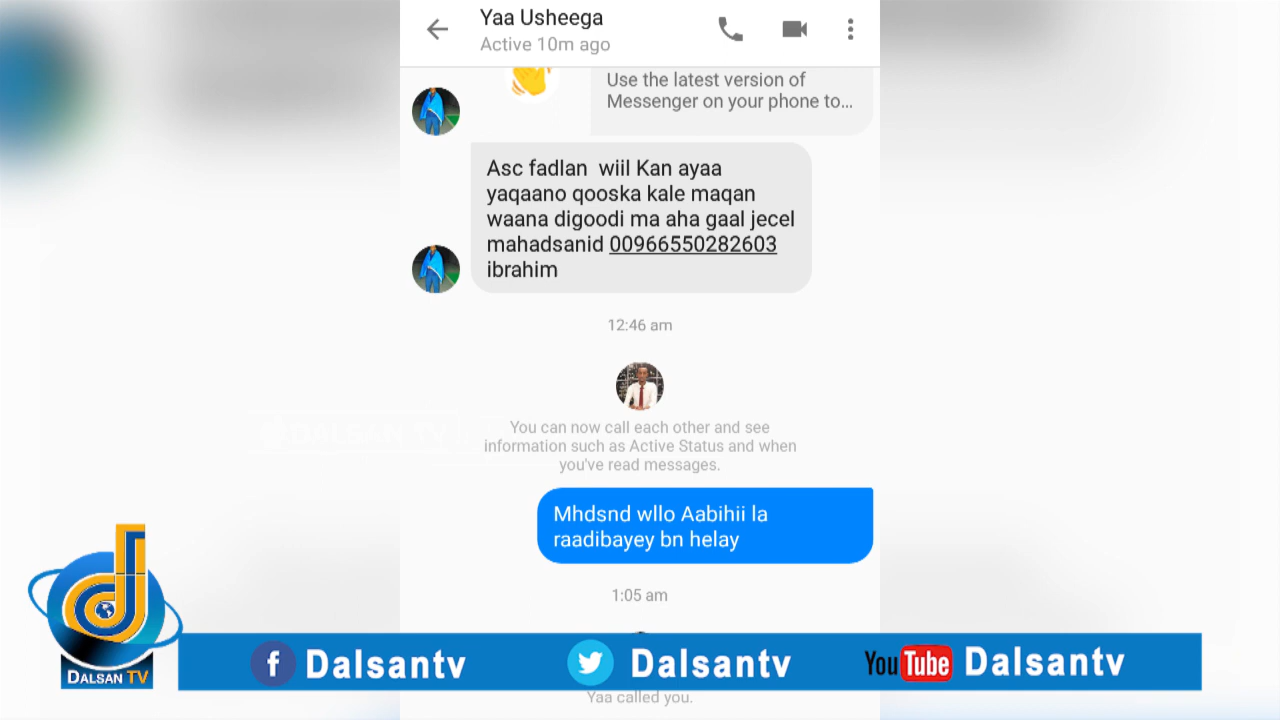 Yaa Usheega
Active 10m ago
Use the latest version of
Messenger on your phone to...
Asc fadlan  wiil Kan ayaa
yaqaano qooska kale maqan
waana digoodi ma aha gaal jecel
mahadsanid 00966550282603
ibrahim
12:46 am
You can now call each other and see
information such as Active Status and when
you've read messages.
DALSAN TV
Mhdsnd wllo Aabihii la
raadibayey bn helay
1:05 am
DALSAN TV
f Dalsantv
Dalsantv
YouTube Dalsantv
Yaa called you.